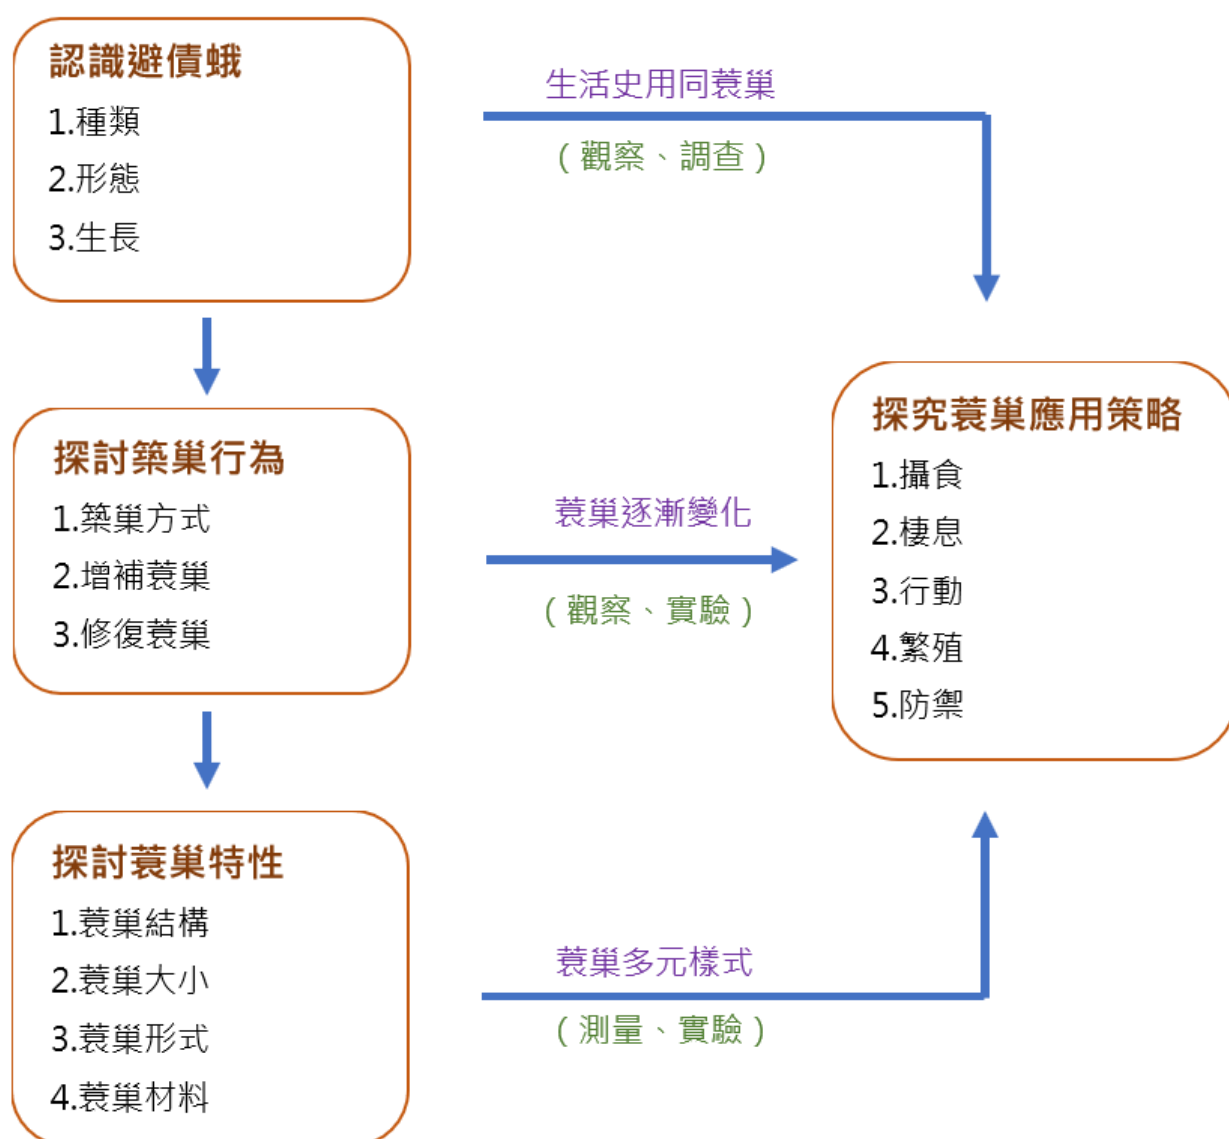 認識避債蛾
1.種類
2.形態
3.生長
生活史用同蓑巢
(觀察、調查)
探討築巢行為
1.築巢方式
2.增補蓑巢
3.修復蓑巢
蓑巢逐漸變化
(觀察、實驗)
探究蓑巢應用策略
1.攝食
2.棲息
3.行動
4.繁殖
5.防禦
探討蓑巢特性
1.蓑巢結構
2.蓑巢大小
3.蓑巢形式
4.蓑巢材料
蓑巢多元樣式
(測量、實驗)